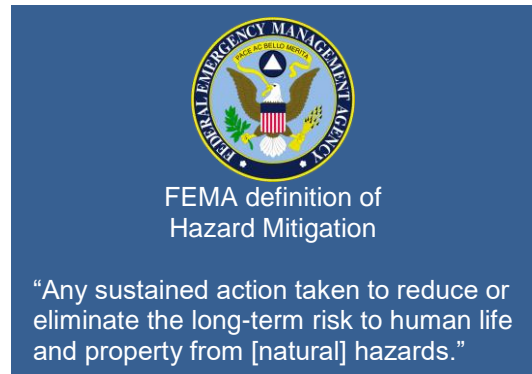 FEDERAL EMERGENCY MANAGEMENT AGENCY
PACE AC BELLO MERITA
FEMA definition of
Hazard Mitigation
“Any sustained action taken to reduce or
eliminate the long-term risk to human life
and property from [natural] hazards.”